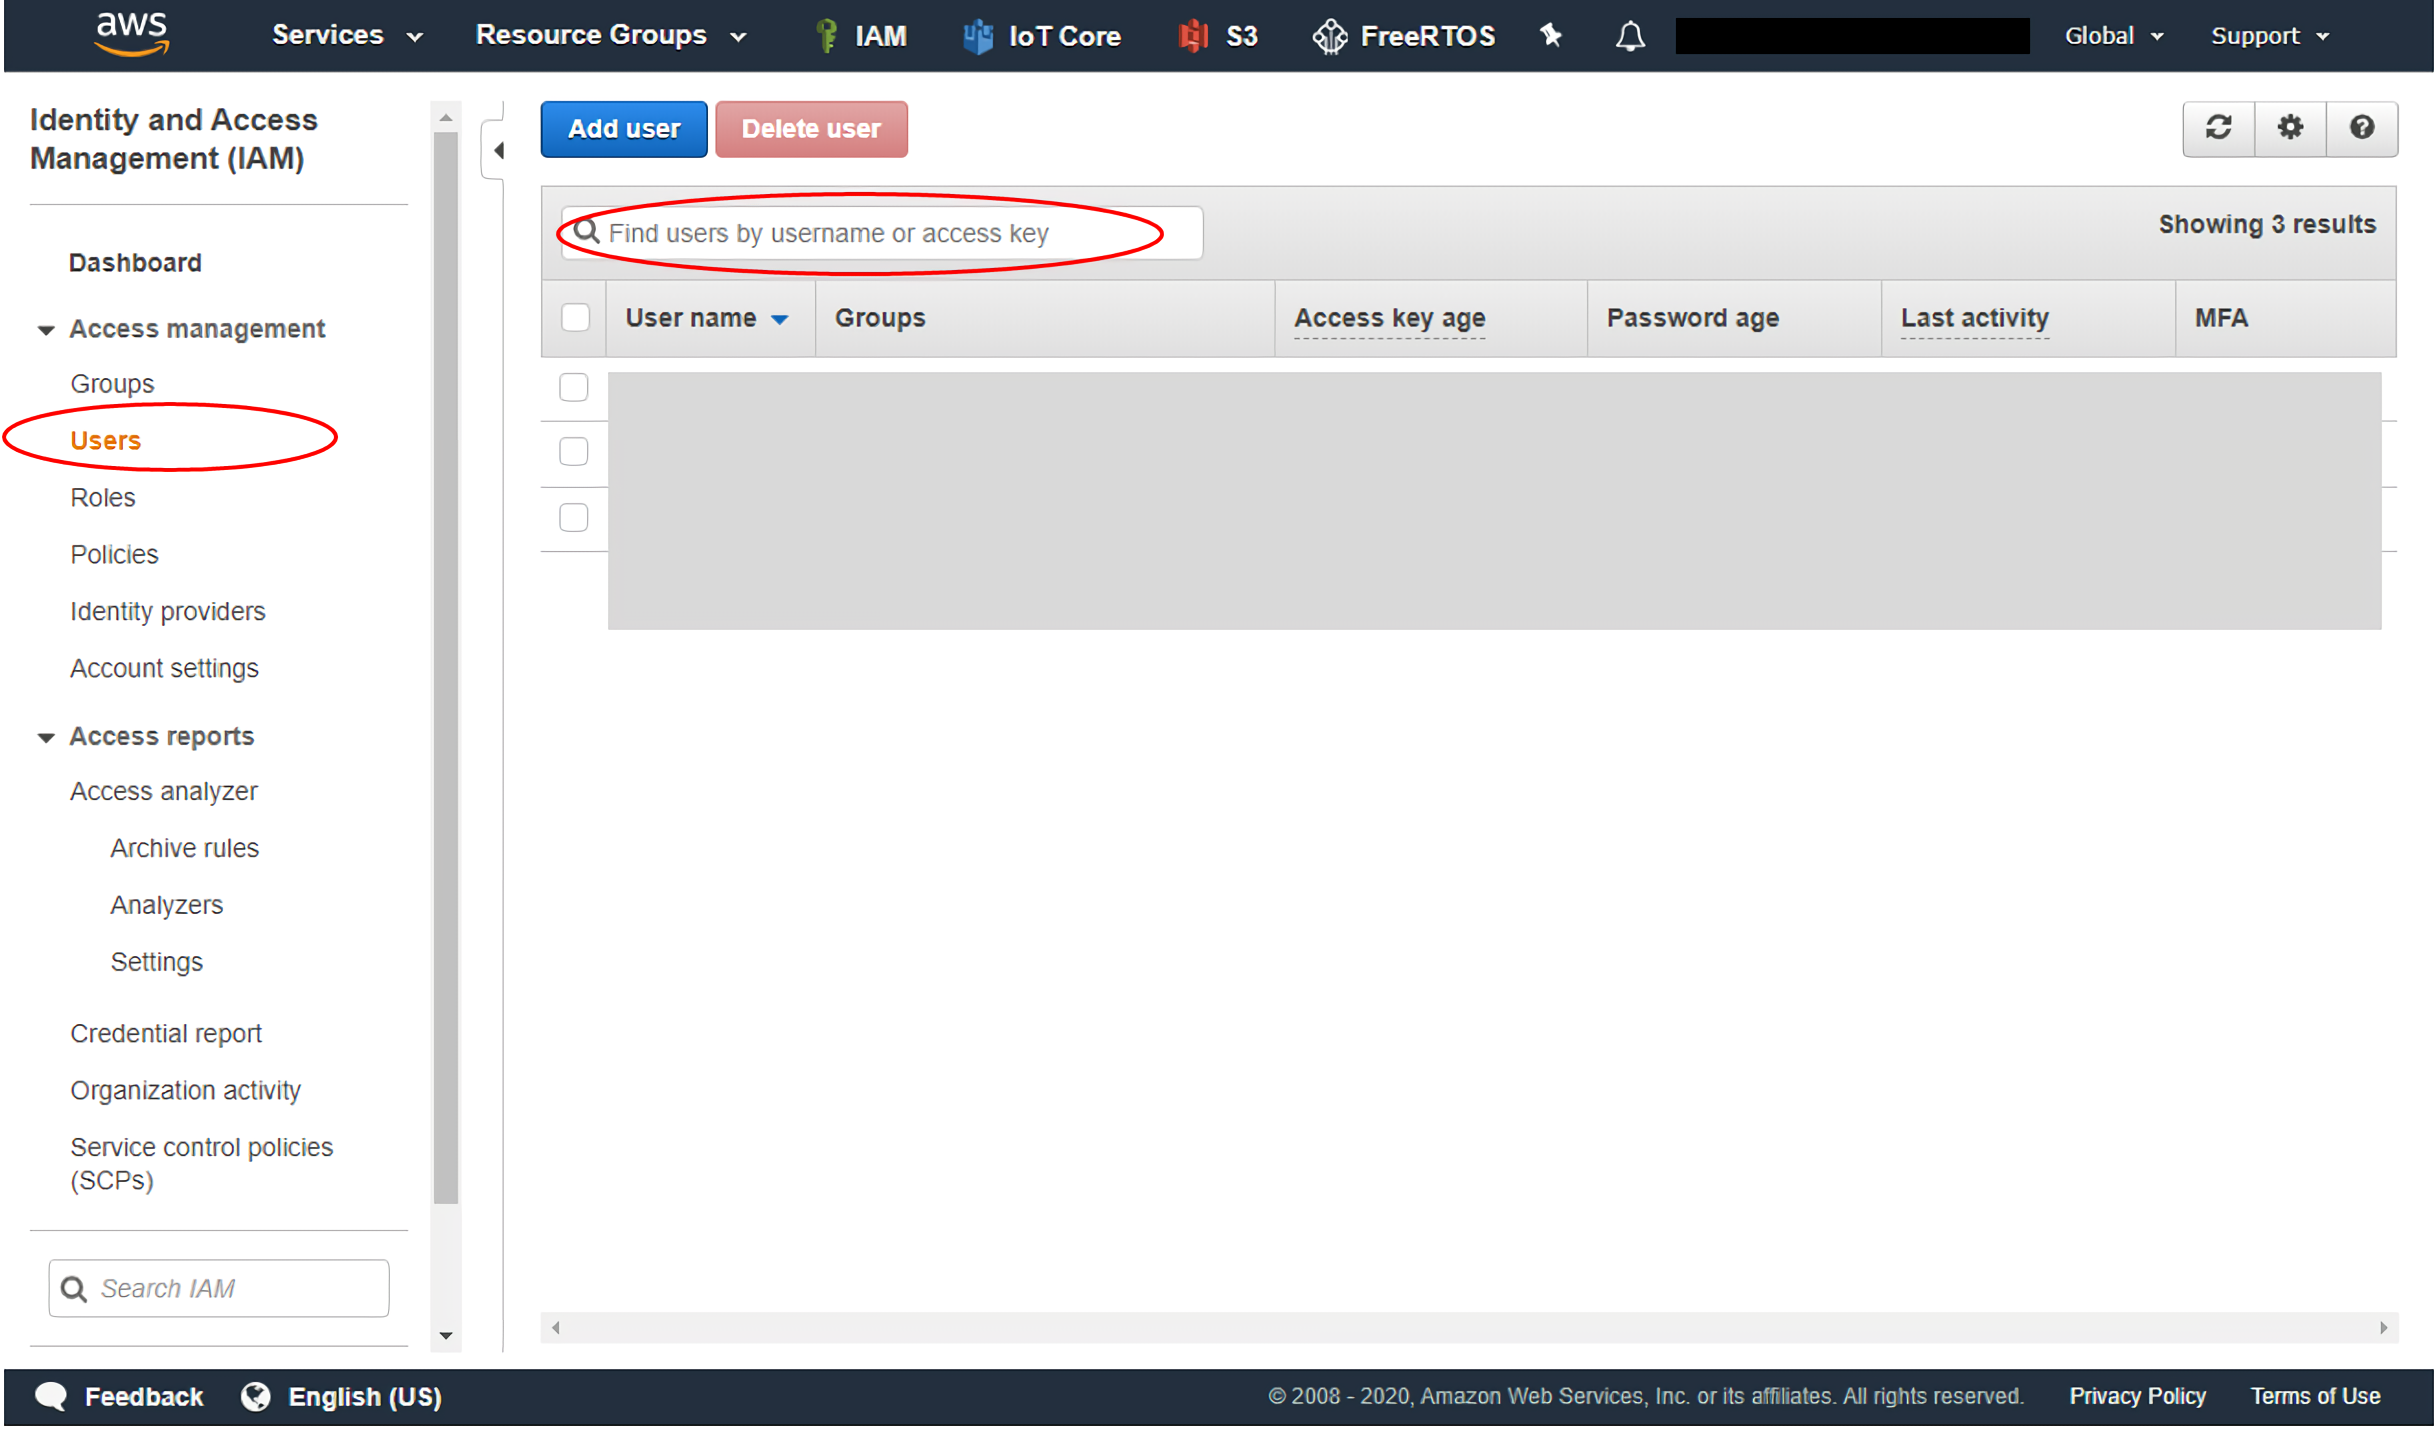 aws Services Resource Groups IAM IoT Core S3 FreeRTOS Global Support
Identity and Access
Management (IAM)
Dashboard
Access management
Groups
Users
Roles
Policies
Identity providers
Account settings
Access reports
Access analyzer
Archive rules
Analyzers
Settings
Credential report
Organization activity
Service control policies
(SCPs)
Search IAM
Add user Delete user
Find users by username or access key Showing 3 results
User name Groups Access key age Password age Last activity MFA
Feedback English (US) © 2008 - 2020, Amazon Web Services, Inc. or its affiliates. All rights reserved. Privacy Policy Terms of Use